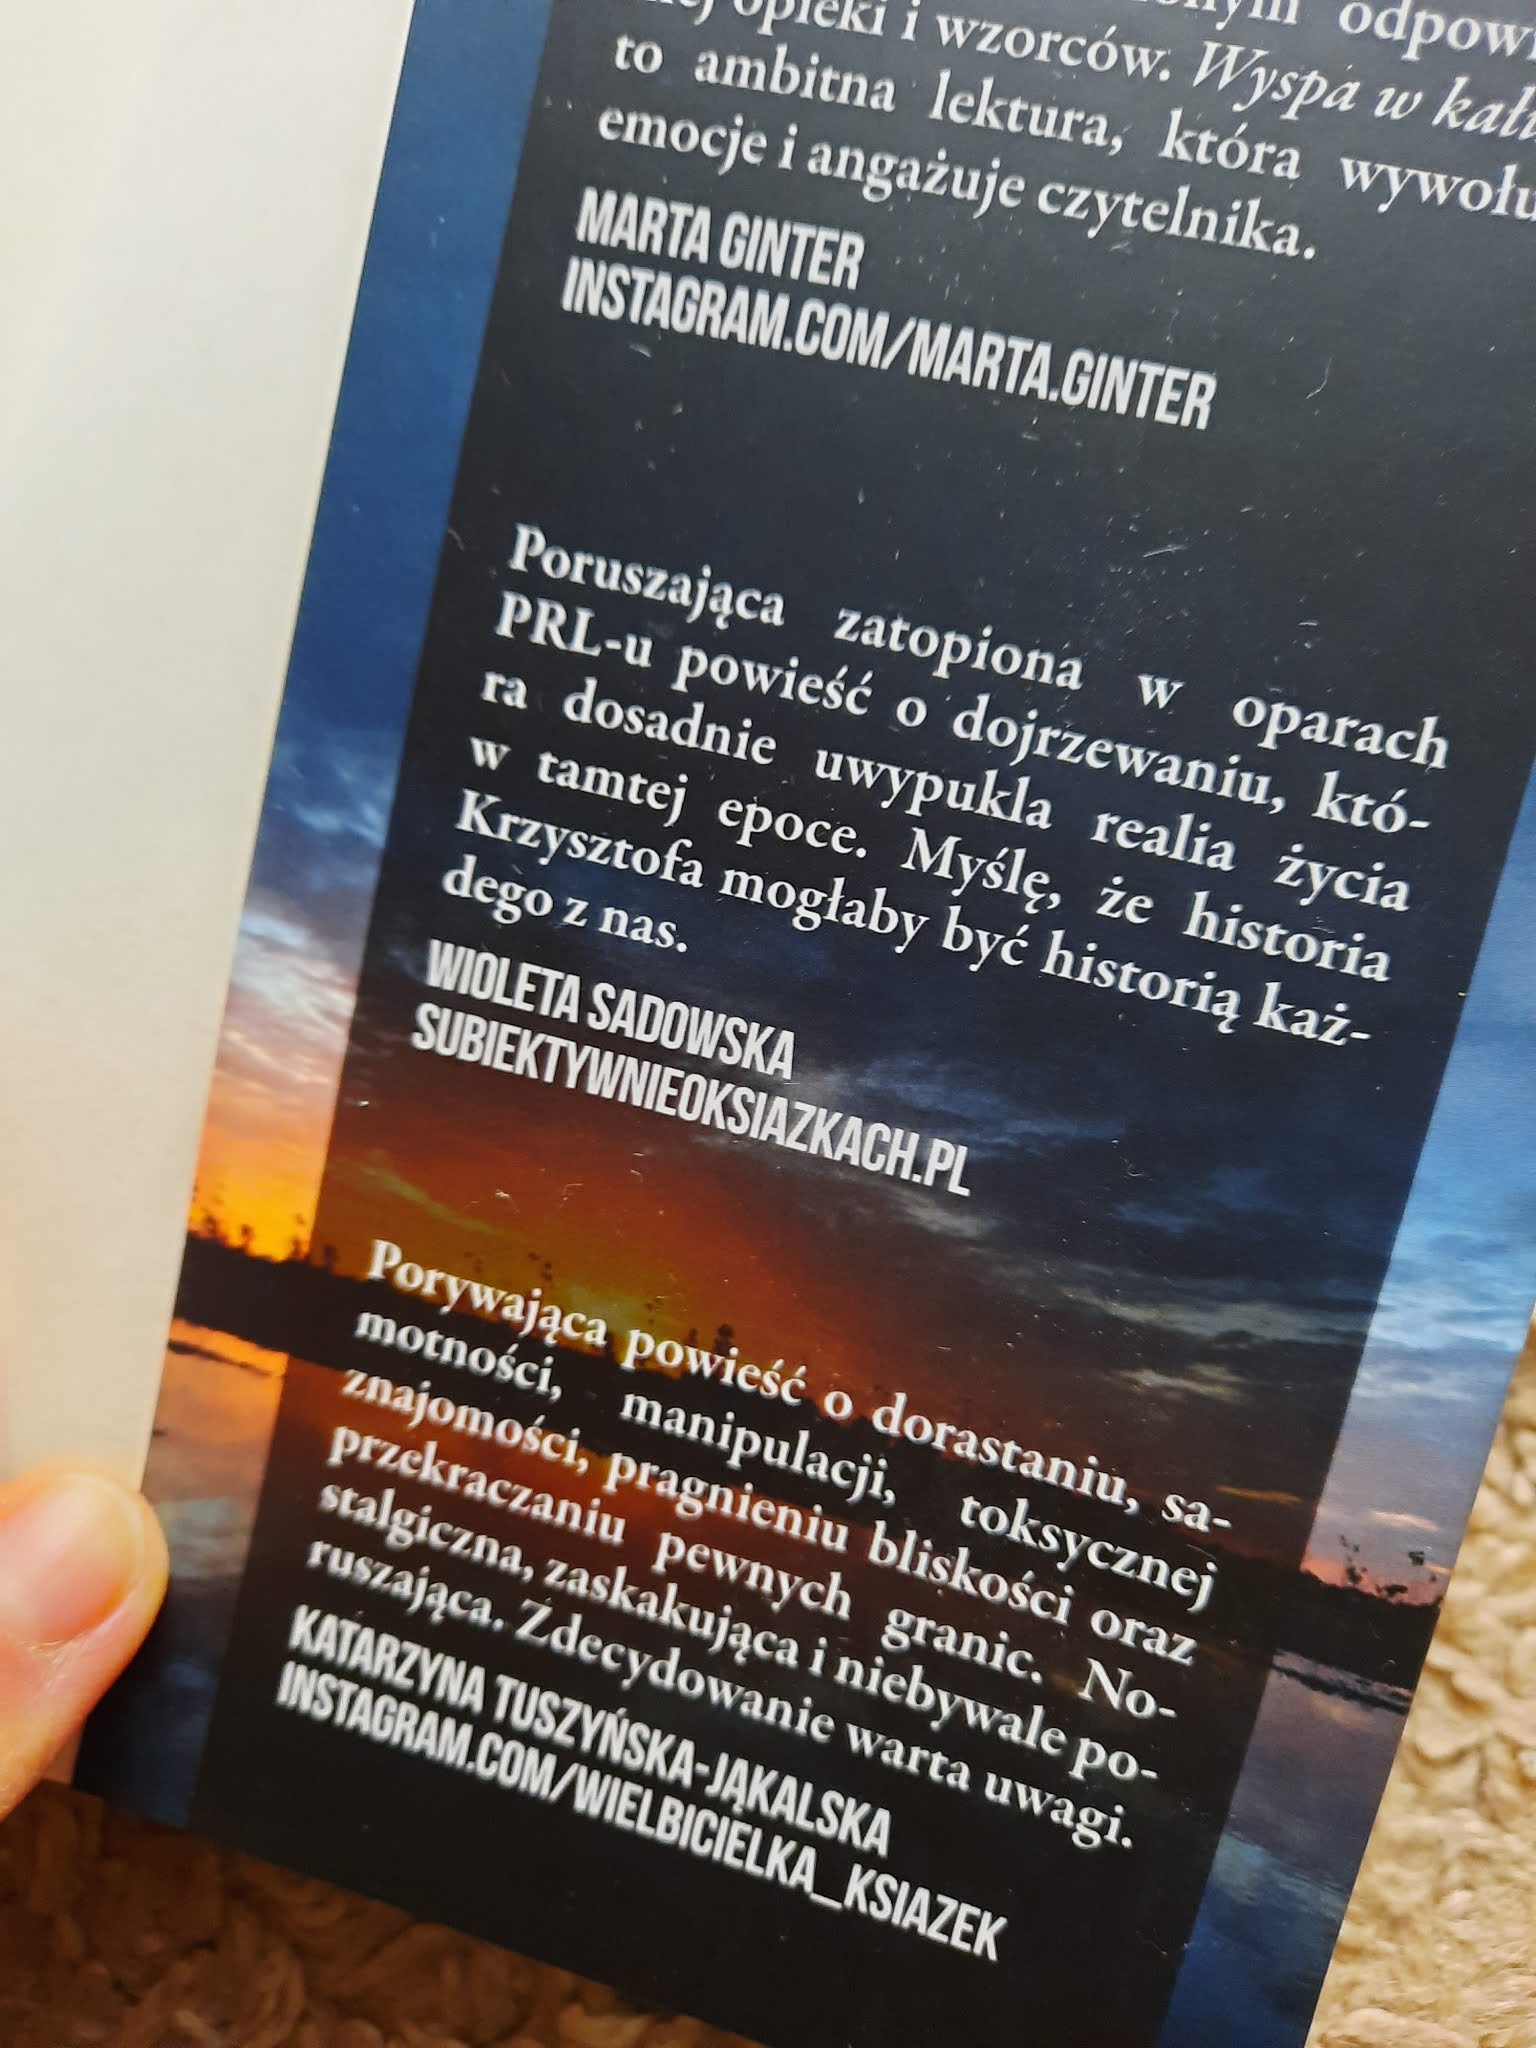 opieki i wzorców. Wyspa w
to ambitna lektura, która
emocje i angażuje czytelnika.
MARTA GINTER
INSTAGRAM.COM/MARTA.GINTER
Poruszająca zatopiona w oparach
PRL-u powieść o dojrzewaniu, któ-
ra dosadnie uwypukla realia życia
w tamtej epoce. Myślę, że historia
Krzysztofa mogłaby być historią każ-
dego z nas.
WIOLETA SADOWSKA
SUBIEKTYWNIEOKSIAZKACH.PL
Porywająca powieść o dorastaniu, sa-
motności, manipulacji, toksycznej
znajomości, pragnieniu bliskości oraz
przekraczaniu pewnych granic. No-
stalgiczna, zaskakująca i niebywale po-
ruszająca. Zdecydowanie warta uwagi.
KATARZYNA TUSZYŃSKA-JĄKALSKA
INSTAGRAM.COM/WIELBICIELKA_KSIAZEK